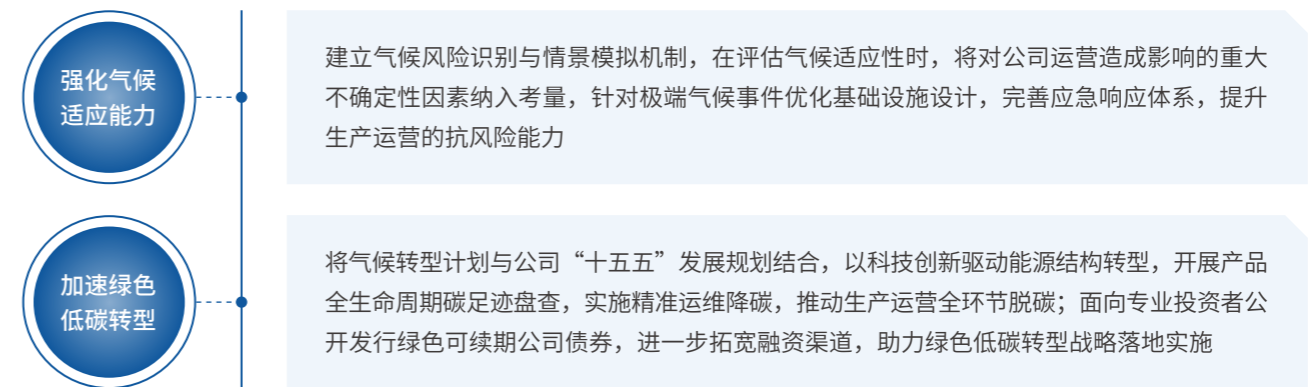 强化气候
适应能力
建立气候风险识别与情景模拟机制，在评估气候适应性时，将对公司运营造成影响的重大
不确定性因素纳入考量，针对极端气候事件优化基础设施设计，完善应急响应体系，提升
生产运营的抗风险能力
加速绿色
低碳转型
将气候转型计划与公司“十五五”发展规划结合，以科技创新驱动能源结构转型，开展产品
全生命周期碳足迹盘查，实施精准运维降碳，推动生产运营全环节脱碳；面向专业投资者公
开发行绿色可续期公司债券，进一步拓宽融资渠道，助力绿色低碳转型战略落地实施